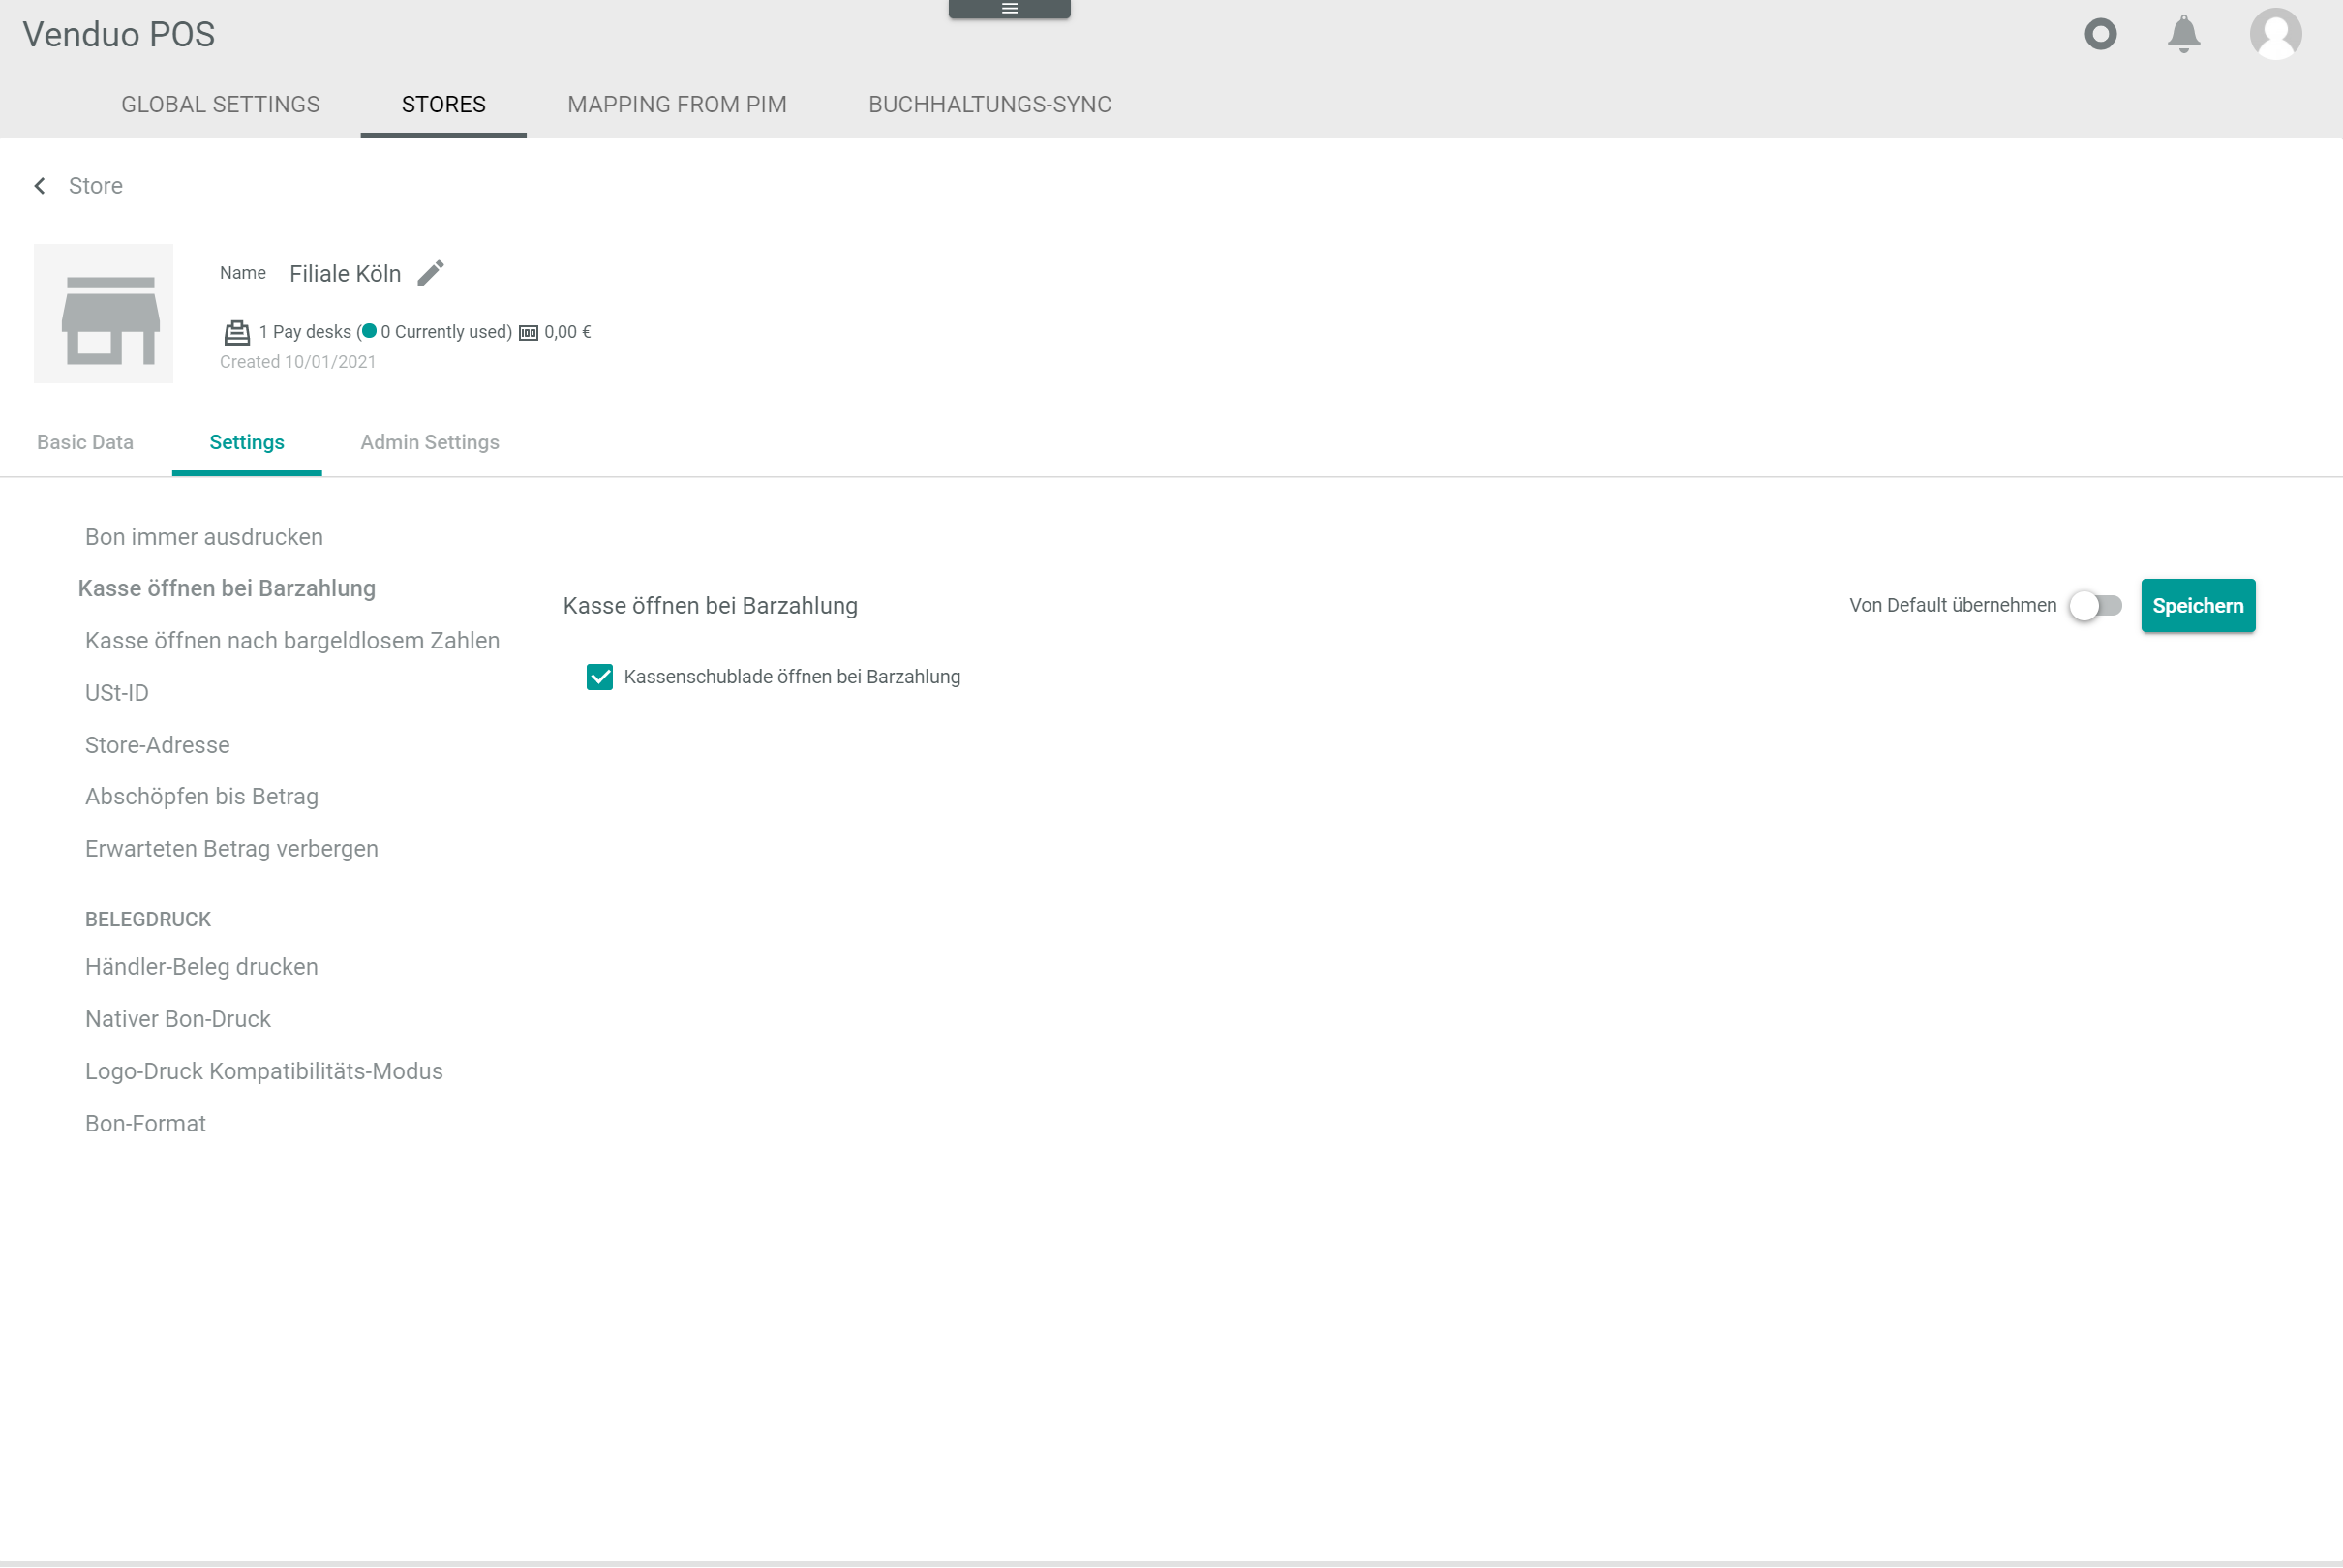 Venduo POS
GLOBAL SETTINGS STORES MAPPING FROM PIM BUCHHALTUNGS-SYNC
Store
Name Filiale Köln
1 Pay desks ( 0 Currently used) 0,00 €
Created 10/01/2021
Basic Data Settings Admin Settings
Bon immer ausdrucken
Kasse öffnen bei Barzahlung
Kasse öffnen nach bargeldlosem Zahlen
USt-ID
Store-Adresse
Abschöpfen bis Betrag
Erwarteten Betrag verbergen
BELEGDRUCK
Händler-Beleg drucken
Nativer Bon-Druck
Logo-Druck Kompatibilitäts-Modus
Bon-Format
Kasse öffnen bei Barzahlung
Von Default übernehmen Speichern
Kassenschublade öffnen bei Barzahlung